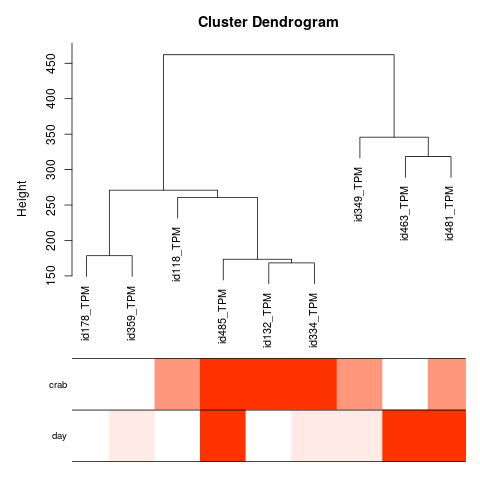 Cluster Dendrogram
Height
450
400
350
300
250
200
150
id178_TPM
id359_TPM
id118_TPM
id485_TPM
id132_TPM
id334_TPM
id349_TPM
id463_TPM
id481_TPM
crab
day